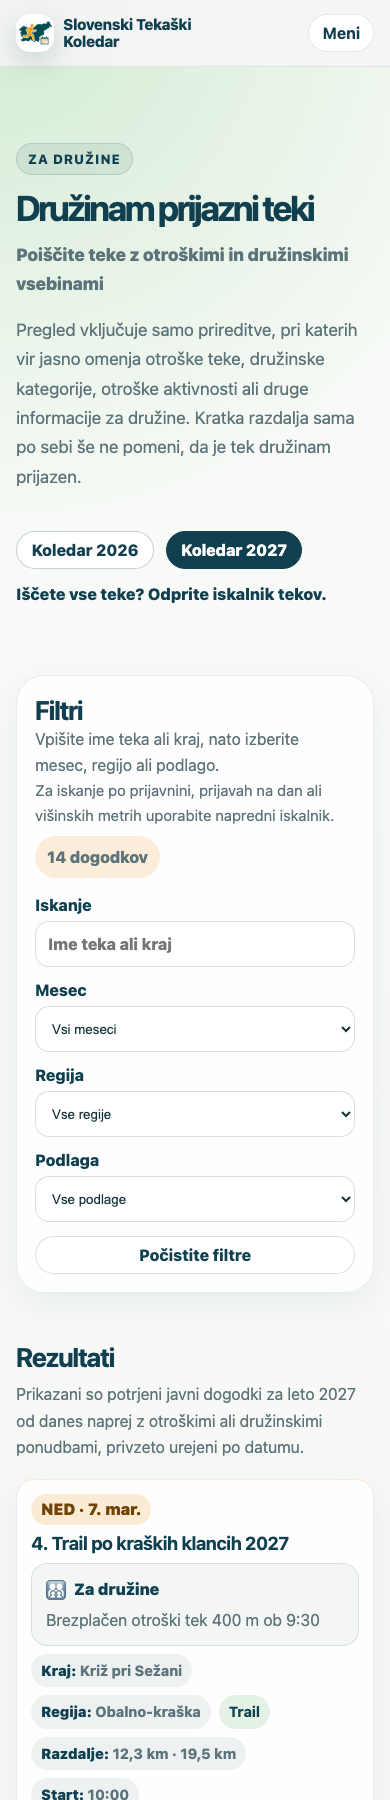 Slovenski Tekaški
Koledar
Meni
ZA DRUŽINE
Družinam prijazni teki
Poiščite teke z otroškimi in družinskimi
vsebinami
Pregled vključuje samo prireditve, pri katerih
vir jasno omenja otroške teke, družinske
kategorije, otroške aktivnosti ali druge
informacije za družine. Kratka razdalja sama
po sebi še ne pomeni, da je tek družinam
prijazen.
Koledar 2026
Koledar 2027
Iščete vse teke? Odprite iskalnik tekov.
Filtri
Vpišite ime teka ali kraj, nato izberite
mesec, regijo ali podlago.
Za iskanje po prijavnini, prijavah na dan ali
višinskih metrih uporabite napredni iskalnik.
14 dogodkov
Iskanje
Ime teka ali kraj
Mesec
Vsi meseci
Regija
Vse regije
Podlaga
Vse podlage
Počistite filtre
Rezultati
Prikazani so potrjeni javni dogodki za leto 2027
od danes naprej z otroškimi ali družinskimi
ponudbami, privzeto urejeni po datumu.
NED · 7. mar.
4. Trail po kraških klancih 2027
Za družine
Brezplačen otroški tek 400 m ob 9:30
Kraj: Križ pri Sežani
Regija: Obalno-kraška
Trail
Razdalje: 12,3 km · 19,5 km
Start: 10:00